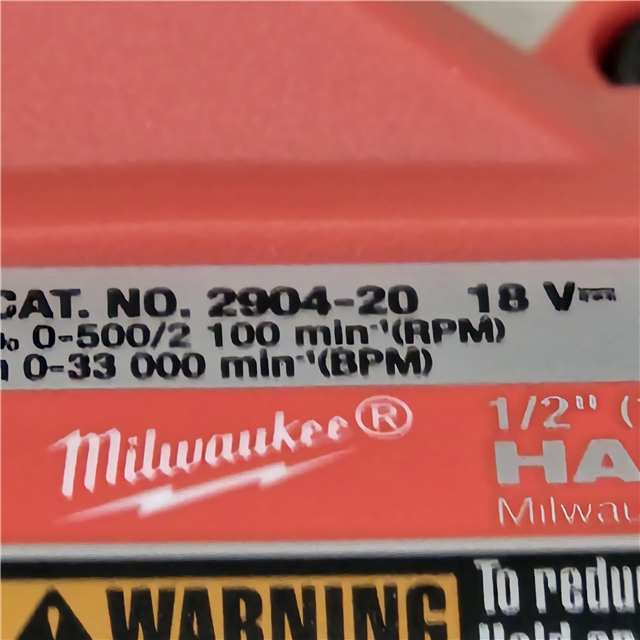 CAT. NO. 2904-20 18 V⎓
0-500/2 100 min⁻¹(RPM)
0-33 000 min⁻¹(BPM)
Milwaukee®
1/2" (
HA
Milwau
WARNING
To redu